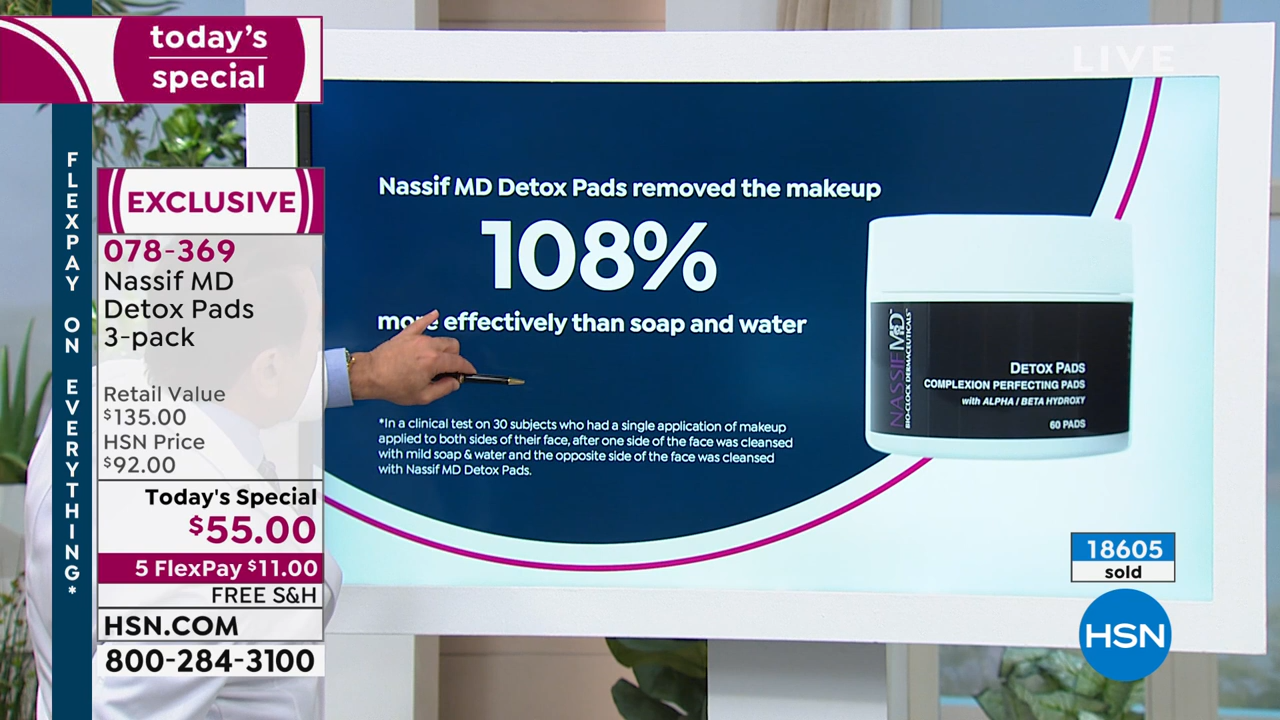 today's
special
FLEXPAY ON EVERYTHING*
EXCLUSIVE
078-369
Nassif MD
Detox Pads
3-pack
Retail Value
$135.00
HSN Price
$92.00
Today's Special
$55.00
5 FlexPay $11.00
FREE S&H
HSN.COM
800-284-3100
LIVE
Nassif MD Detox Pads removed the makeup
108%
more effectively than soap and water
*In a clinical test on 30 subjects who had a single application of makeup
applied to both sides of their face, after one side of the face was cleansed
with mild soap & water and the opposite side of the face was cleansed
with Nassif MD Detox Pads.
NASSIFMD™
BIO-CLOCK DERMACEUTICALS™
DETOX PADS
COMPLEXION PERFECTING PADS
with ALPHA / BETA HYDROXY
60 PADS
18605
sold
HSN